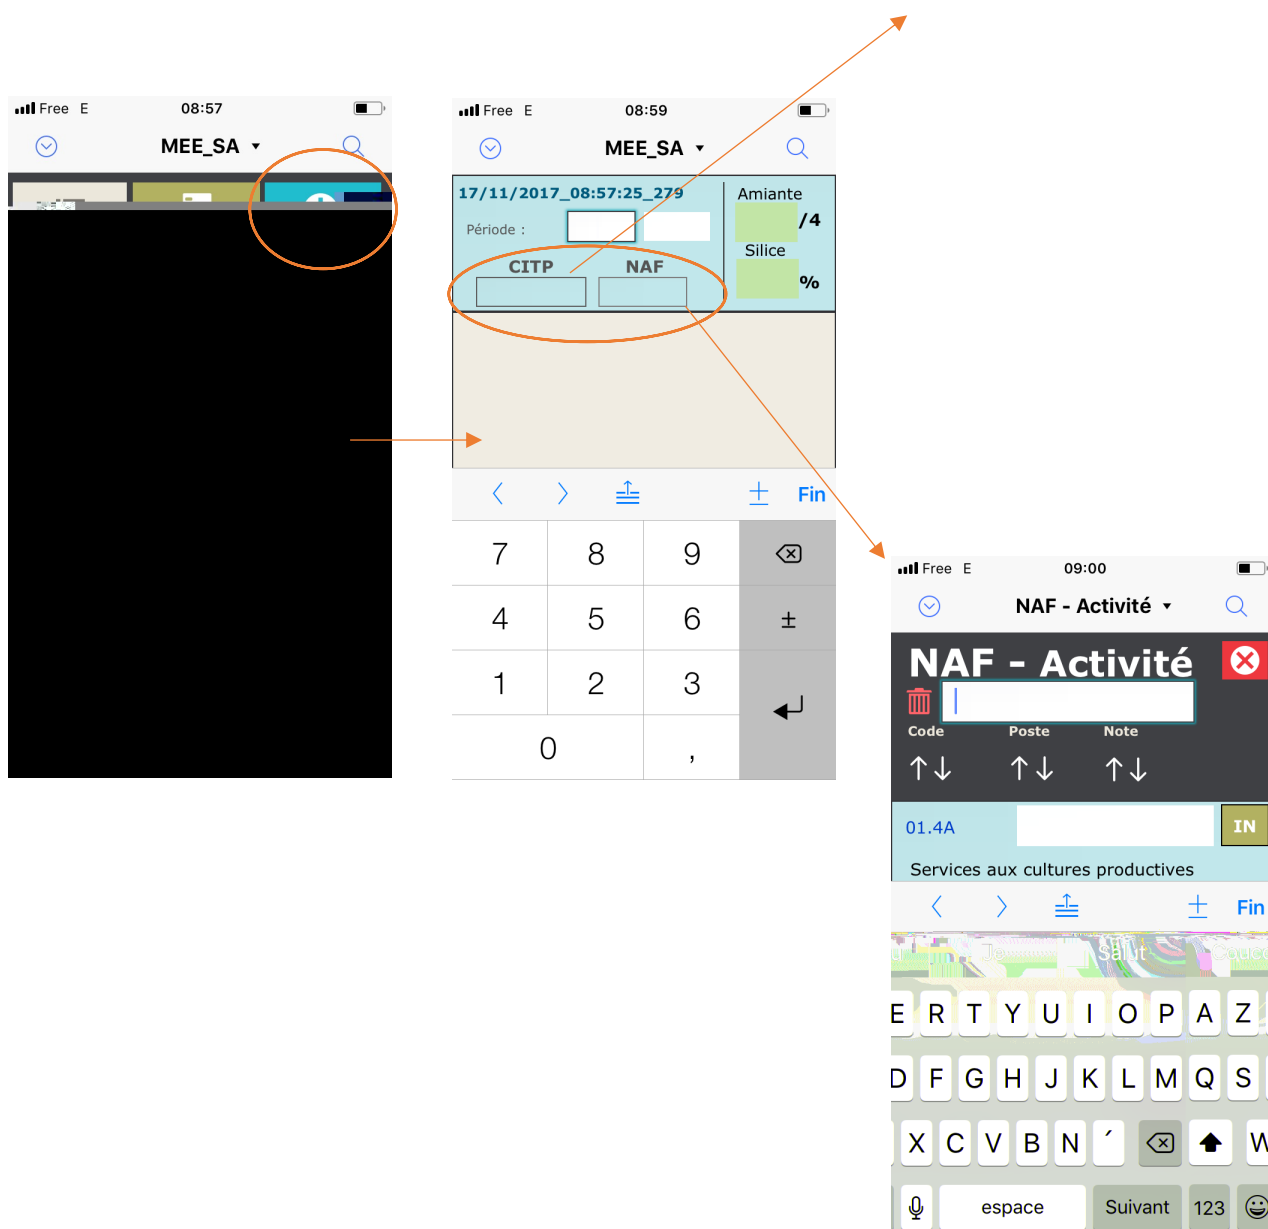 Free E 08:57
MEE_SA
Free E 08:59
MEE_SA
17/11/2017_08:57:25_279
Période :
CITP NAF
Amiante
/4
Silice
%
Fin
7 8 9
4 5 6 ±
1 2 3
0 ,
Free E 09:00
NAF - Activité
NAF - Activité
Code Poste Note
01.4A IN
Services aux cultures productives
Fin
Je Salut
E R T Y U I O P A Z
D F G H J K L M Q S
X C V B N ´ W
espace Suivant 123